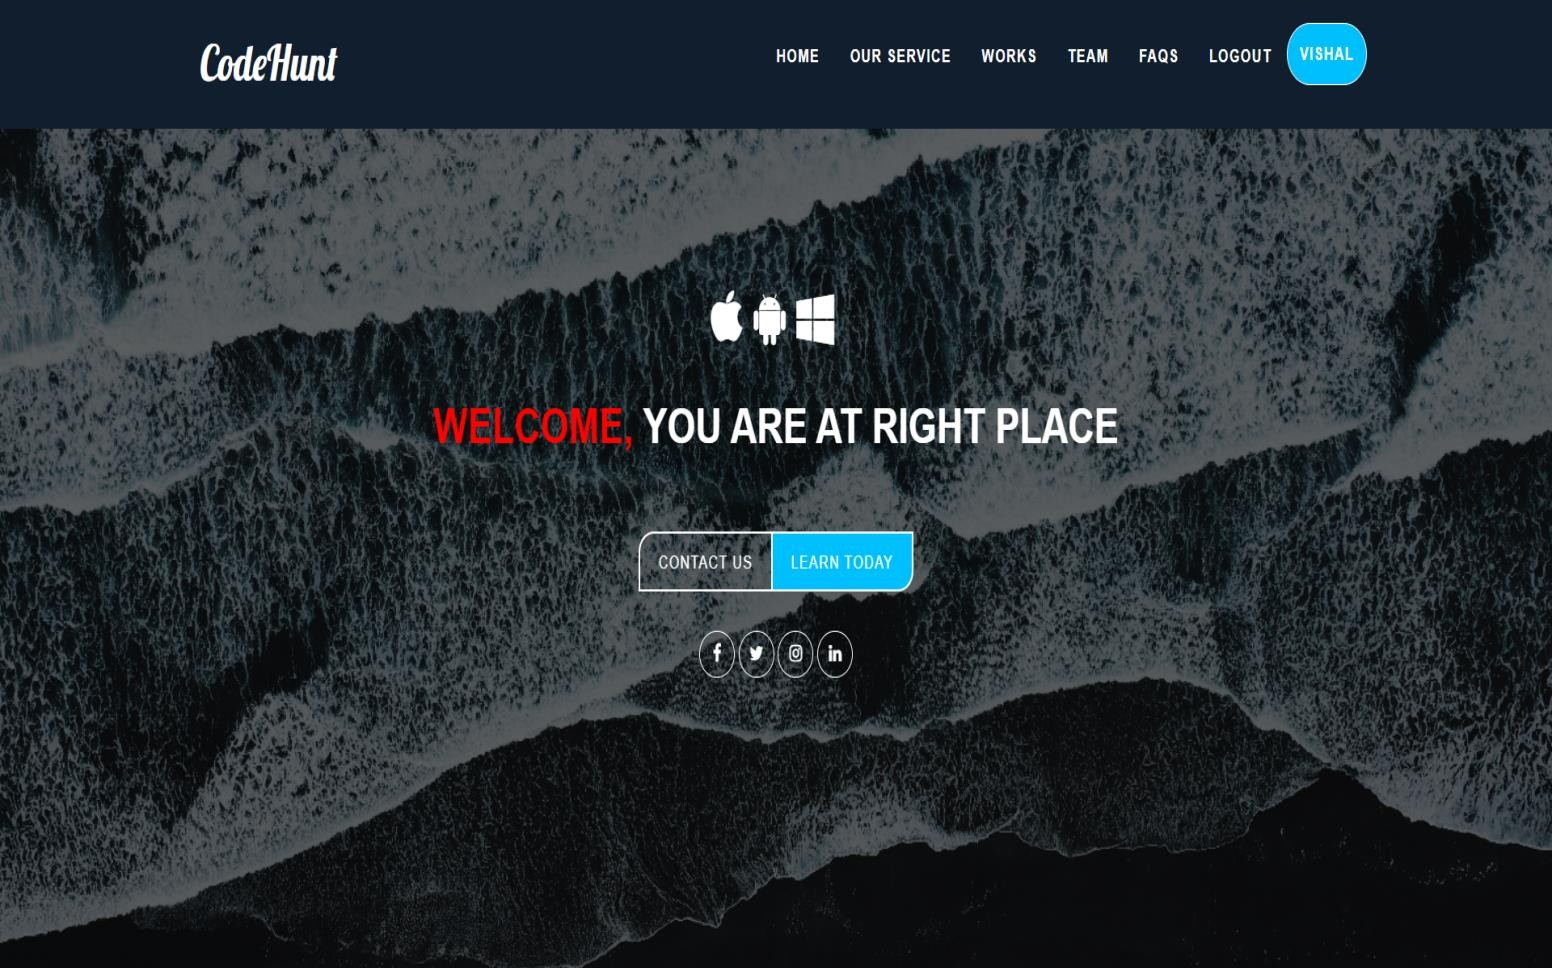 CodeHunt
HOME OUR SERVICE WORKS TEAM FAQS LOGOUT VISHAL
WELCOME, YOU ARE AT RIGHT PLACE
CONTACT US LEARN TODAY